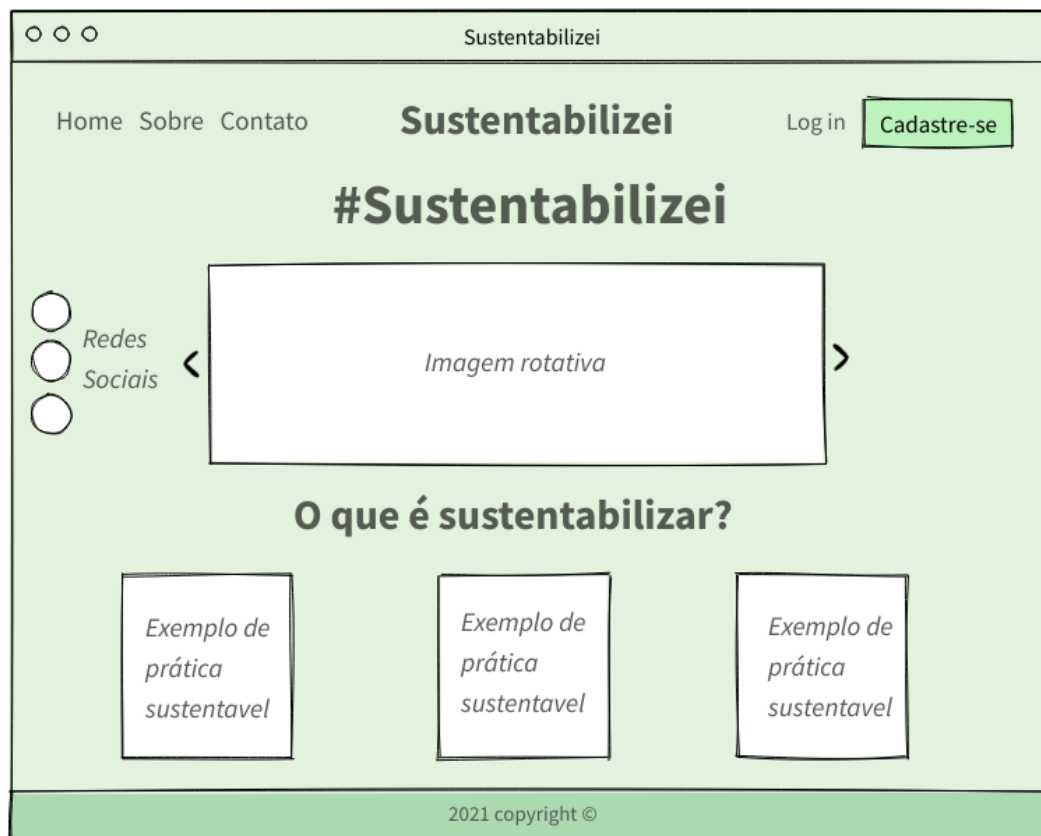 Sustentabilizei
Home Sobre Contato
Sustentabilizei
Log in
Cadastre-se
#Sustentabilizei
Redes
Sociais
Imagem rotativa
O que é sustentabilizar?
Exemplo de
prática
sustentavel
Exemplo de
prática
sustentavel
Exemplo de
prática
sustentavel
2021 copyright ©